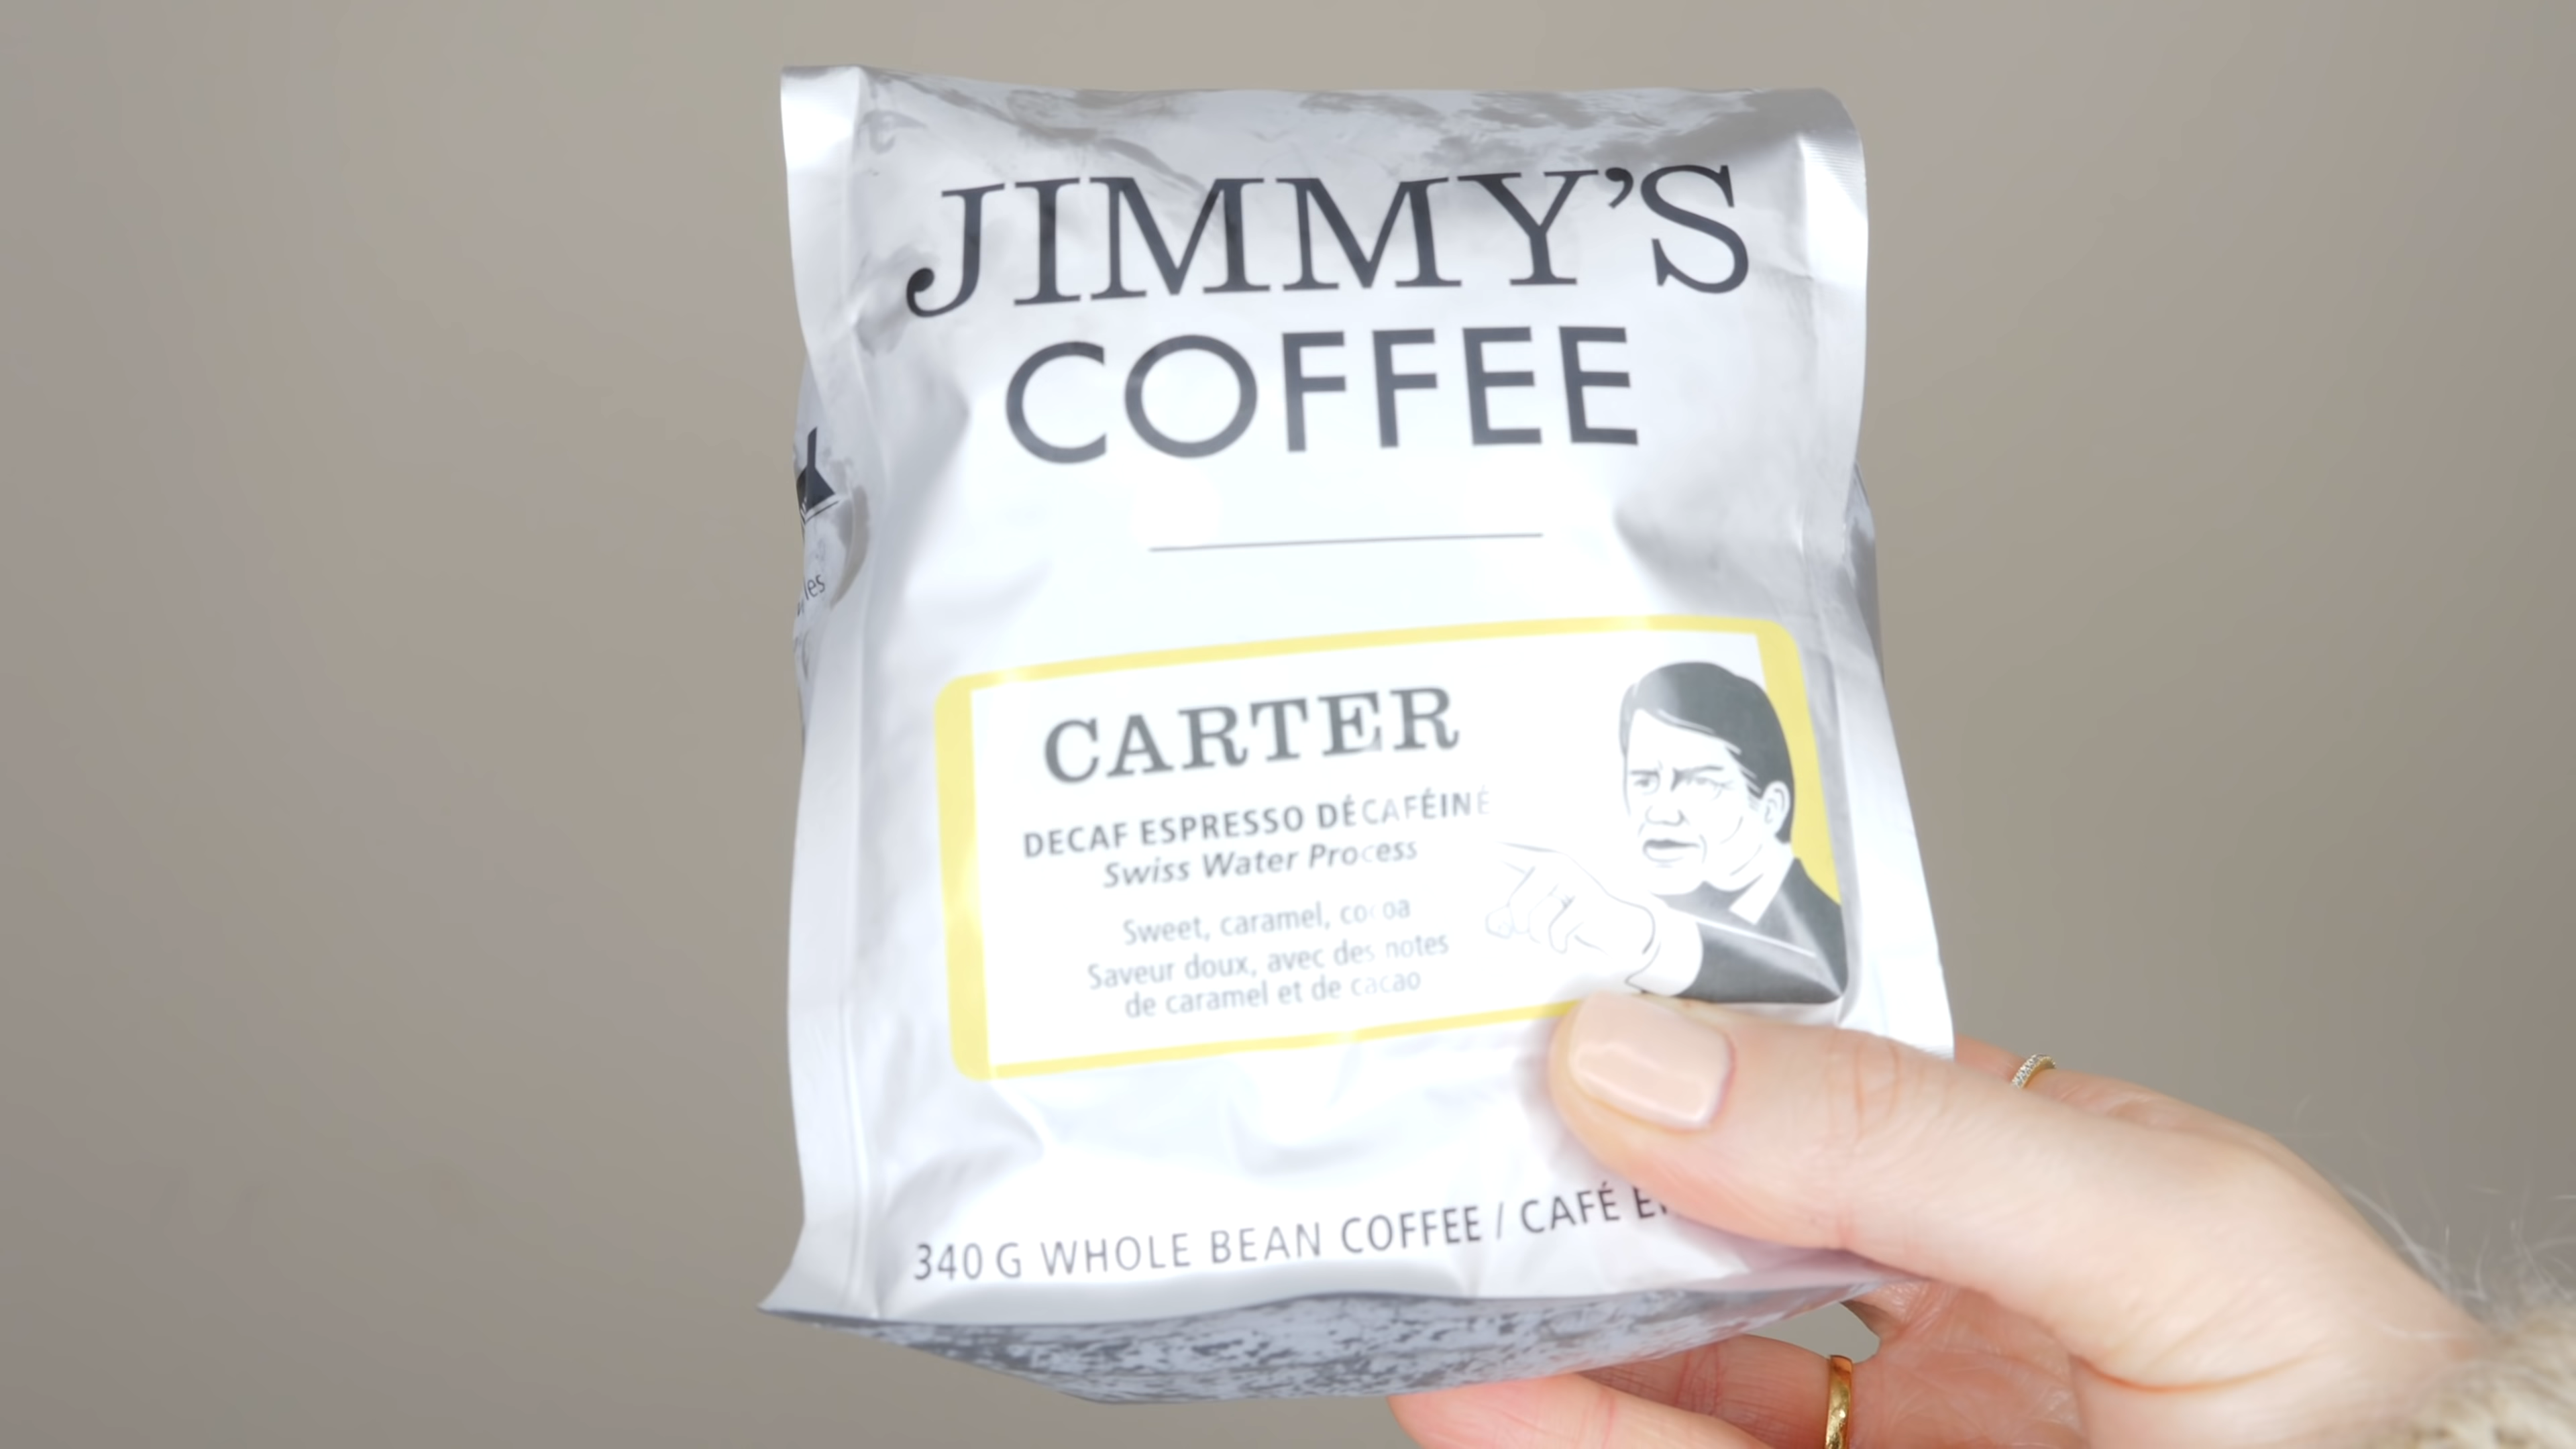 JIMMY'S
COFFEE
CARTER
DECAF ESPRESSO DÉCAFÉINÉ
Swiss Water Process
Sweet, caramel, cocoa
Saveur doux, avec des notes
de caramel et de cacao
340 G WHOLE BEAN COFFEE / CAFÉ
les